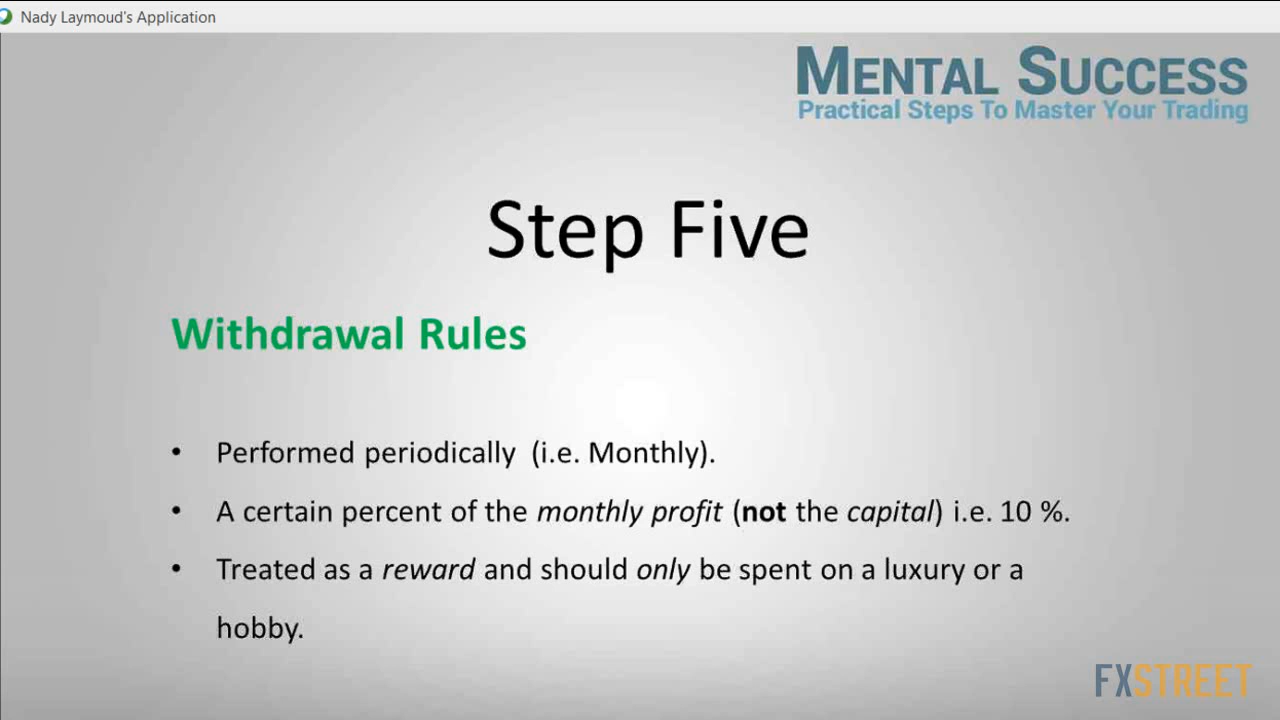 Nady Laymoud's Application
MENTAL SUCCESS
Practical Steps To Master Your Trading
Step Five
Withdrawal Rules
• Performed periodically (i.e. Monthly).
• A certain percent of the monthly profit (not the capital) i.e. 10 %.
• Treated as a reward and should only be spent on a luxury or a
hobby.
FXSTREET